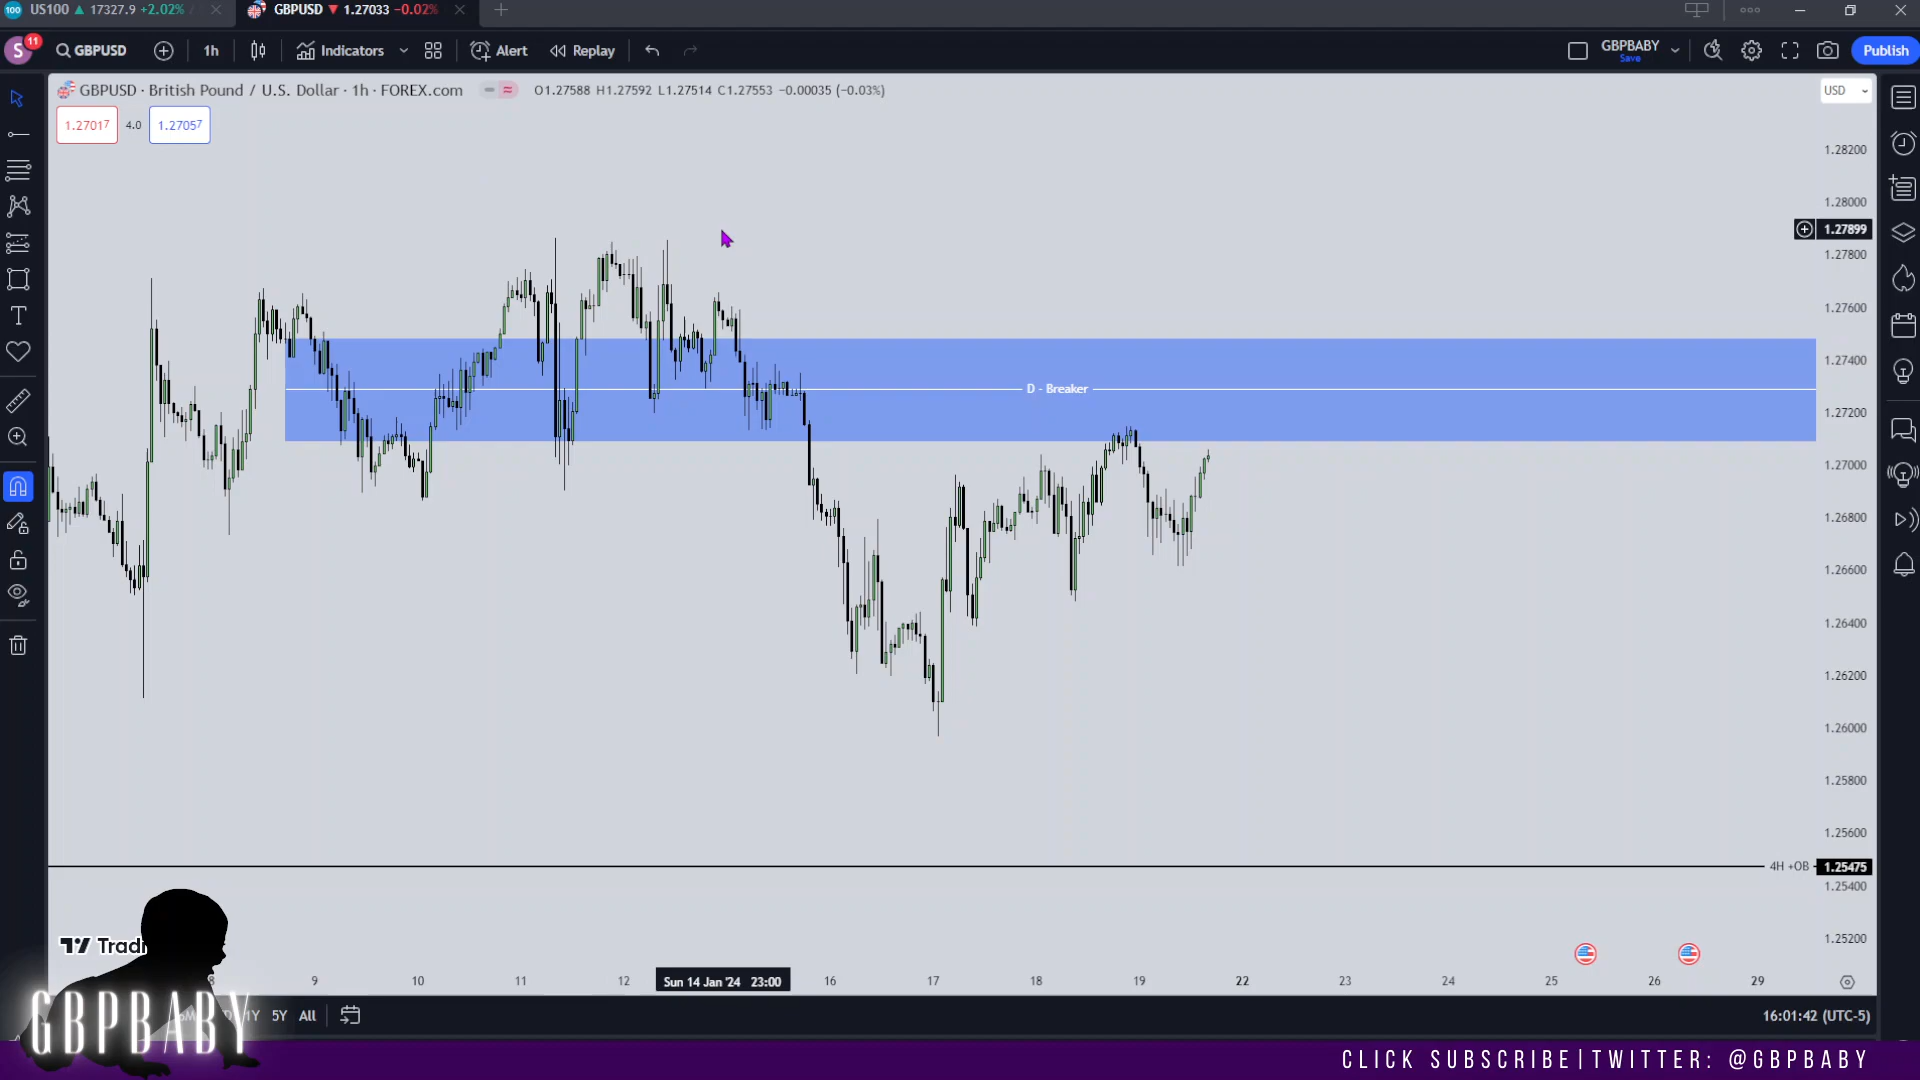 US100 17327.9 +2.02%
GBPUSD 1.27033 −0.02%
S 11 GBPUSD 1h Indicators Alert Replay GBPBABY Save Publish
GBPUSD · British Pound / U.S. Dollar · 1h · FOREX.com O1.27588 H1.27592 L1.27514 C1.27553 −0.00035 (−0.03%)
USD
1.27017 4.0 1.27057
1.28200
1.28000
1.27899
1.27800
1.27600
1.27400
D - Breaker
1.27200
1.27000
1.26800
1.26600
1.26400
1.26200
1.26000
1.25800
1.25600
4H +OB 1.25475
1.25400
1.25200
Tradi
9 10 11 12 Sun 14 Jan '24 23:00 16 17 18 19 22 23 24 25 26 29
1Y 5Y All
16:01:42 (UTC-5)
GBPBABY
CLICK SUBSCRIBE|TWITTER: @GBPBABY